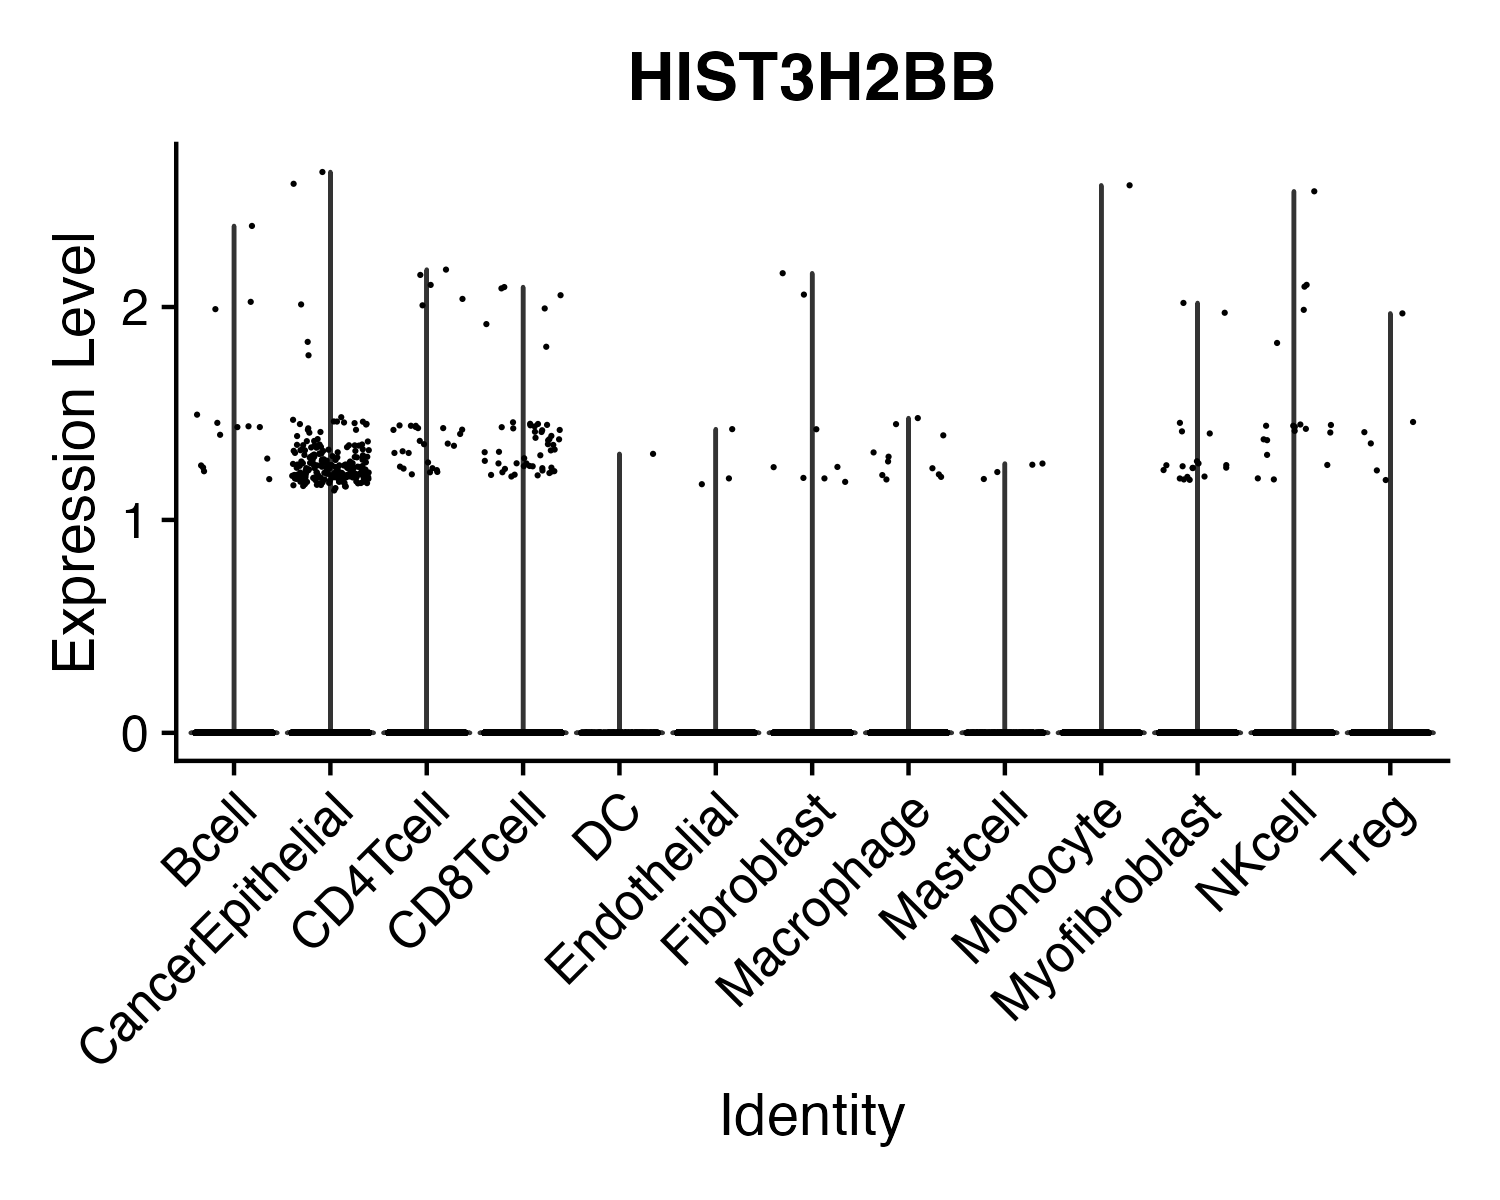 HIST3H2BB
Expression Level
2
1
0
Bcell
CancerEpithelial
CD4Tcell
CD8Tcell
DC
Endothelial
Fibroblast
Macrophage
Mastcell
Monocyte
Myofibroblast
NKcell
Treg
Identity